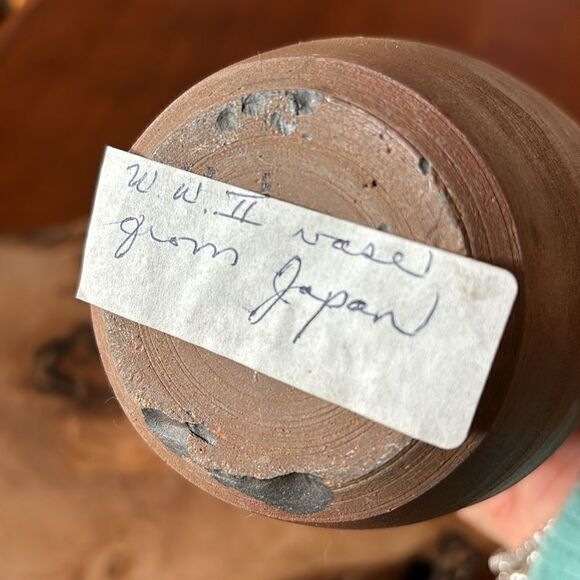 W. W. II vase
from Japan